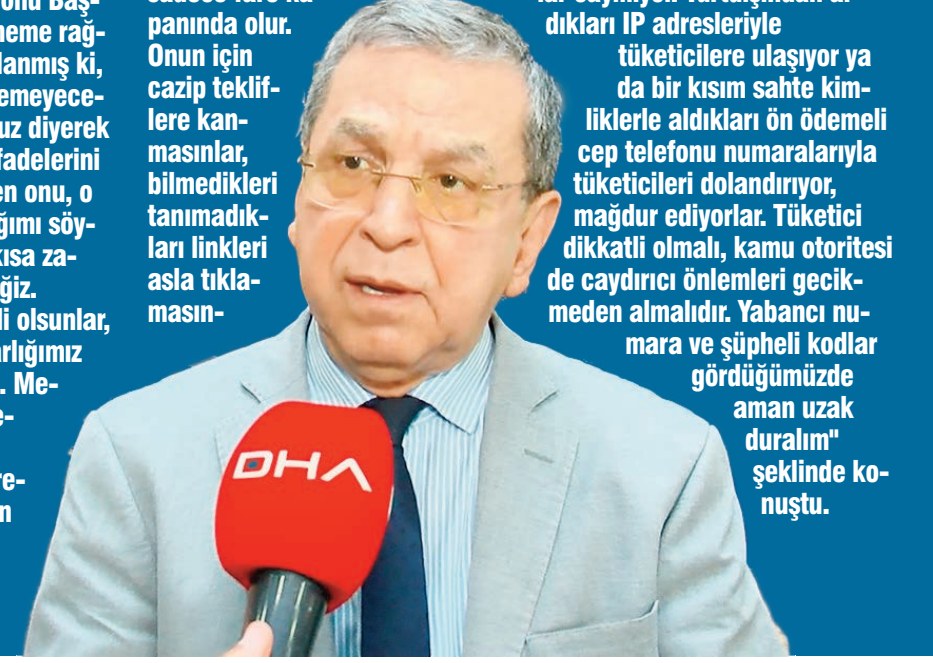 onu Baş-
neme rağ-
lanmış ki,
emeyece-
uz diyerek
fadelerini
en onu, o
ğımı söy-
kısa za-
ğiz.
li olsunlar,
arlığımız
. Me-
e-
re-
n
panında olur.
Onun için
cazip teklif-
lere kan-
masınlar,
bilmedikleri
tanımadık-
ları linkleri
asla tıkla-
masın-
DHA
dıkları IP adresleriyle
tüketicilere ulaşıyor ya
da bir kısım sahte kim-
liklerle aldıkları ön ödemeli
cep telefonu numaralarıyla
tüketicileri dolandırıyor,
mağdur ediyorlar. Tüketici
dikkatli olmalı, kamu otoritesi
de caydırıcı önlemleri gecik-
meden almalıdır. Yabancı nu-
mara ve şüpheli kodlar
gördüğümüzde
aman uzak
duralım"
şeklinde ko-
nuştu.